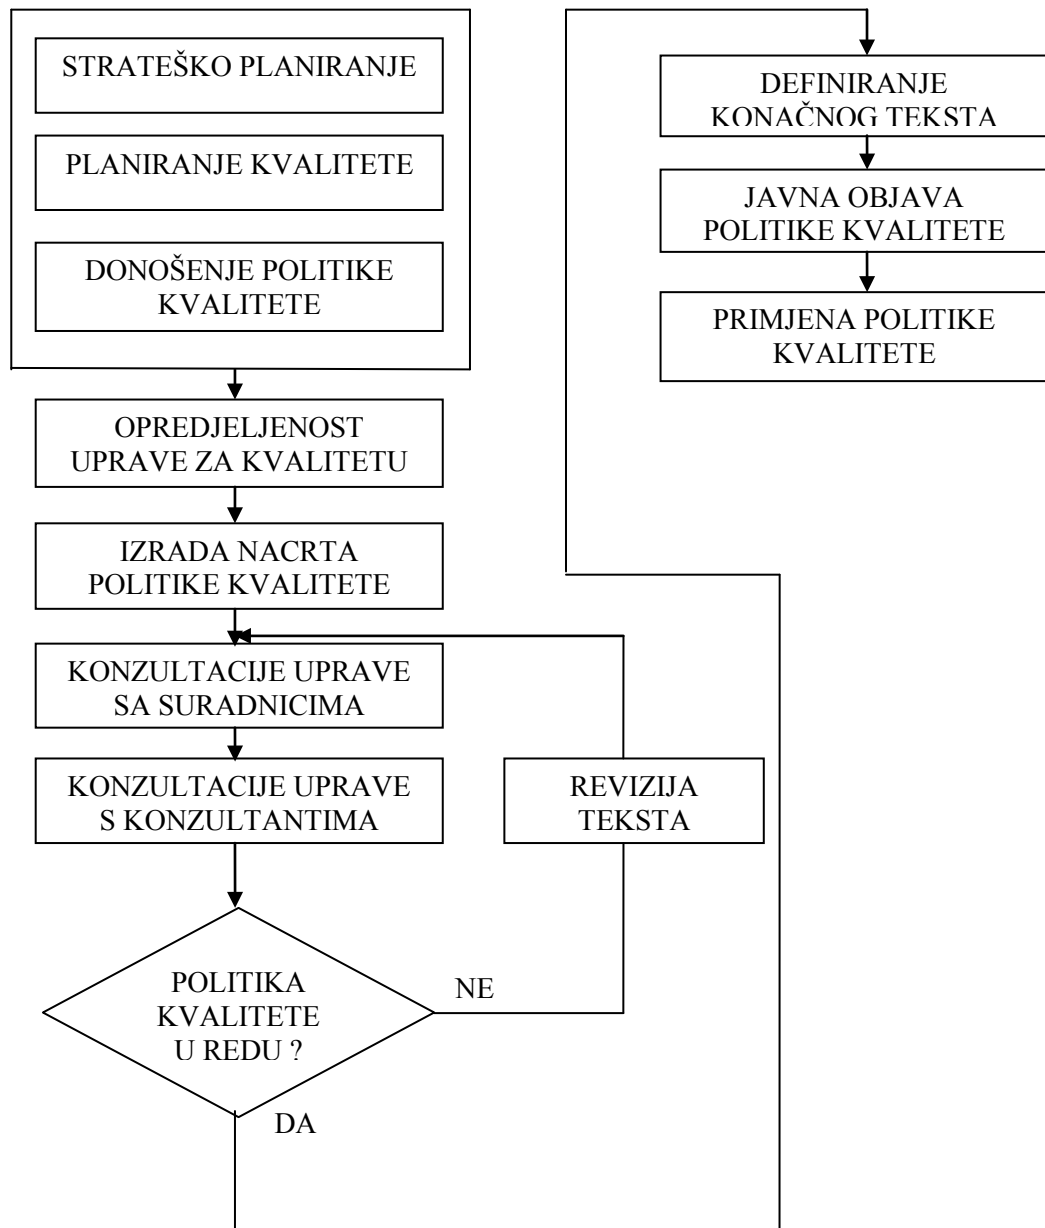 STRATEŠKO PLANIRANJE
PLANIRANJE KVALITETE
DONOŠENJE POLITIKE
KVALITETE
OPREDJELJENOST
UPRAVE ZA KVALITETU
IZRADA NACRTA
POLITIKE KVALITETE
KONZULTACIJE UPRAVE
SA SURADNICIMA
KONZULTACIJE UPRAVE
S KONZULTANTIMA
REVIZIJA
TEKSTA
POLITIKA
KVALITETE
U REDU ?
NE
DA
DEFINIRANJE
KONAČNOG TEKSTA
JAVNA OBJAVA
POLITIKE KVALITETE
PRIMJENA POLITIKE
KVALITETE